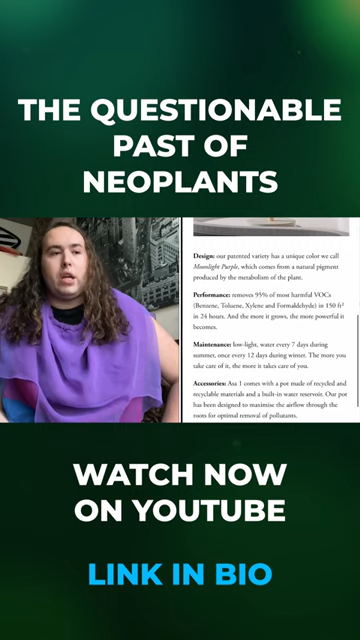 THE QUESTIONABLE
PAST OF
NEOPLANTS
Design: our patented variety has a unique color we call
Moonlight Purple, which comes from a natural pigment
produced by the metabolism of the plant.
Performance: removes 95% of most harmful VOCs
(Benzene, Toluene, Xylene and Formaldehyde) in 150 ft²
in 24 hours. And the more it grows, the more powerful it
becomes.
Maintenance: low-light, water every 7 days during
summer, once every 12 days during winter. The more you
take care of it, the more it takes care of you.
Accessories: Asa 1 comes with a pot made of recycled and
recyclable materials and a built-in water reservoir. Our pot
has been designed to maximise the airflow through the
roots for optimal removal of pollutants.
WATCH NOW
ON YOUTUBE
LINK IN BIO